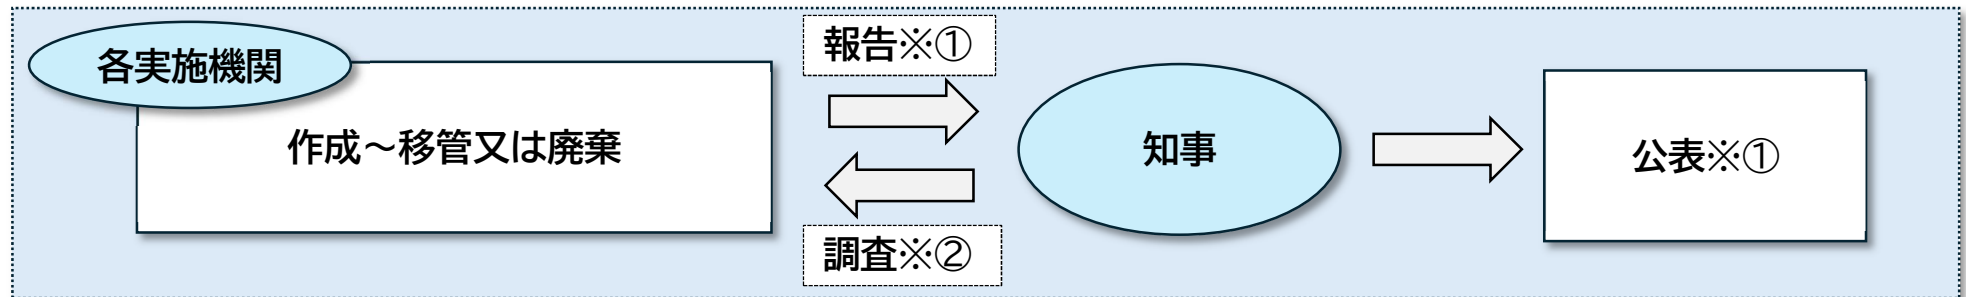 各実施機関
作成～移管又は廃棄
報告※①
調査※②
知事
公表※①